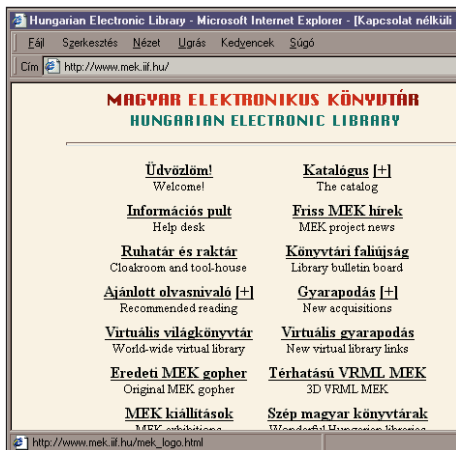 Hungarian Electronic Library - Microsoft Internet Explorer - [Kapcsolat nélküli
Fájl Szerkesztés Nézet Ugrás Kedvencek Súgó
Cím http://www.mek.iif.hu/
MAGYAR ELEKTRONIKUS KÖNYVTÁR
HUNGARIAN ELECTRONIC LIBRARY
Üdvözlöm! Katalógus [+]
Welcome! The catalog
Információs pult Friss MEK hírek
Help desk MEK project news
Ruhatár és raktár Könyvtári faliújság
Cloakroom and tool-house Library bulletin board
Ajánlott olvasnivaló [+] Gyarapodás [+]
Recommended reading New acquisitions
Virtuális világkönyvtár Virtuális gyarapodás
World-wide virtual library New virtual library links
Eredeti MEK gopher Térhatású VRML MEK
Original MEK gopher 3D VRML MEK
MEK kiállítások Szép magyar könyvtárak
MEK exhibitions Wonderful Hungarian libraries
http://www.mek.iif.hu/mek_logo.html